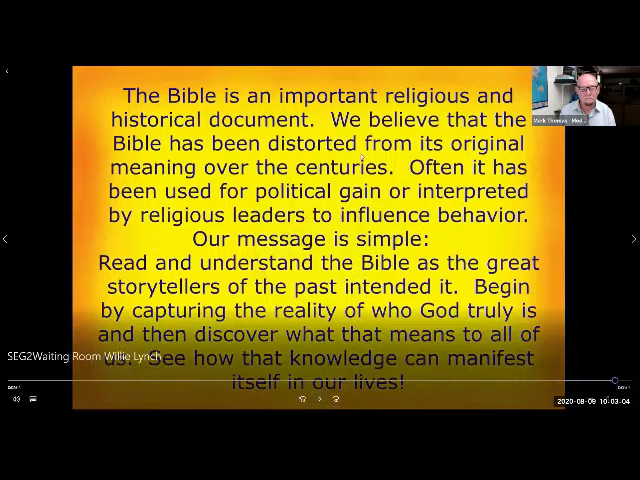 The Bible is an important religious and
historical document.  We believe that the
Bible has been distorted from its original
meaning over the centuries.  Often it has
been used for political gain or interpreted
by religious leaders to influence behavior.
Our message is simple:
Read and understand the Bible as the great
storytellers of the past intended it.  Begin
by capturing the reality of who God truly is
and then discover what that means to all of
us.  See how that knowledge can manifest
itself in our lives!
Mark Thomas - Mod...
SEG2Waiting Room Willie Lynch
2020-08-09 10:03:04